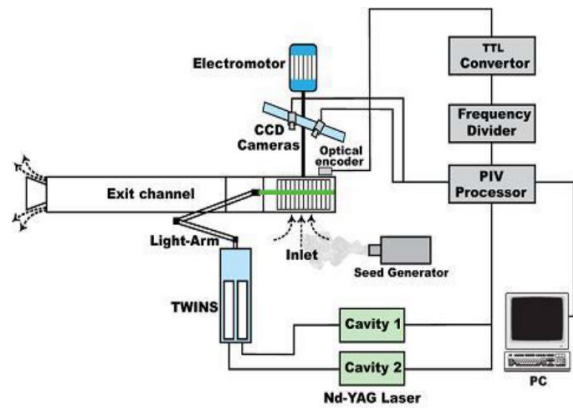 TTL
Convertor
Electromotor
Frequency
Divider
CCD
Cameras
Optical
encoder
PIV
Processor
Exit channel
Light-Arm
Inlet
Seed Generator
TWINS
Cavity 1
Cavity 2
Nd-YAG Laser
PC